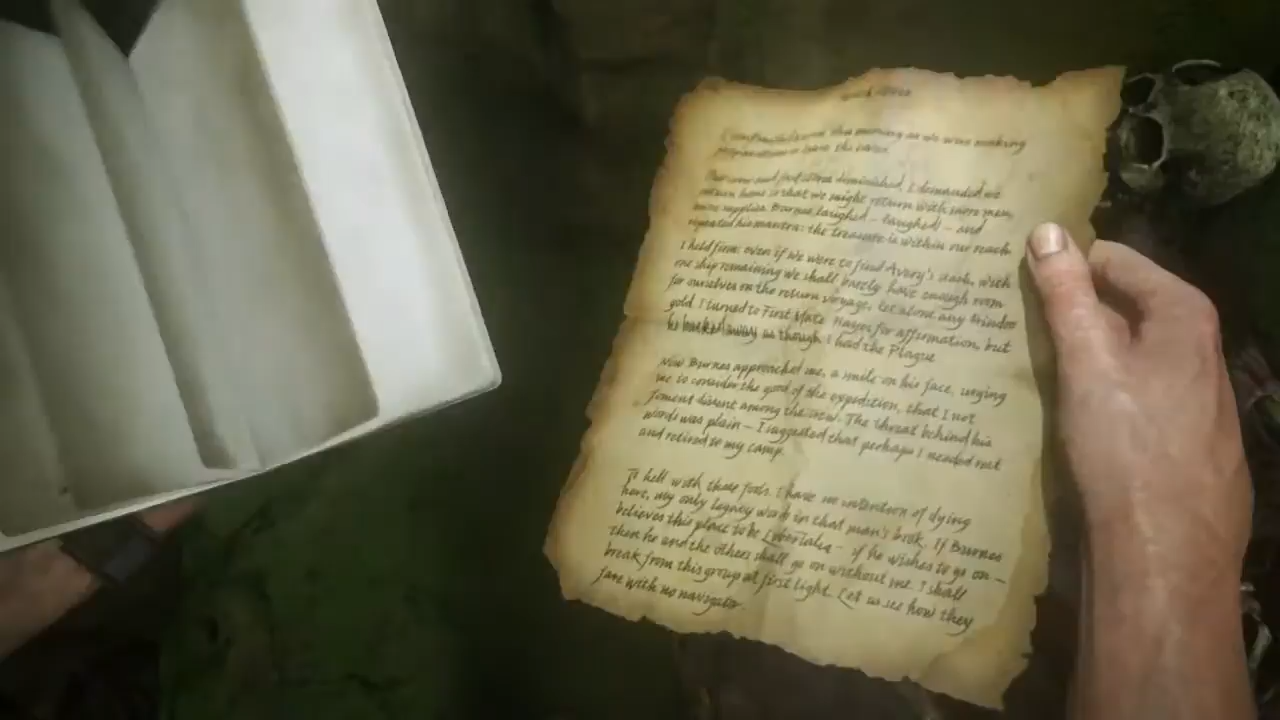 I confronted Burnes this morning as we was making
preparations to leave the caves.
Our crew and food stores diminished, I demanded we
return home so that we might return with more men,
more supplies. Burnes laughed – laughed! – and
repeated his mantra: the treasure is within our reach.
I held firm: even if we were to find Avery's stash, with
one ship remaining we shall barely have enough room
for ourselves on the return voyage, let alone any
gold. I turned to First Mate Hayes for affirmation, but
he backed away as though I had the Plague
Now Burnes approached me, a smile on his face, urging
me to consider the good of the expedition, that I not
foment dissent among the crew. The threat behind his
words was plain – I suggested that perhaps I needed rest
and retired to my camp.
To hell with these fools. I have no intention of dying
here, my only legacy words in that man's book. If Burnes
believes this place to be Libertalia – if he wishes to go on –
then he and the others shall go on without me. I shall
break from this group at first light. Let us see how they
fare with no navigator.